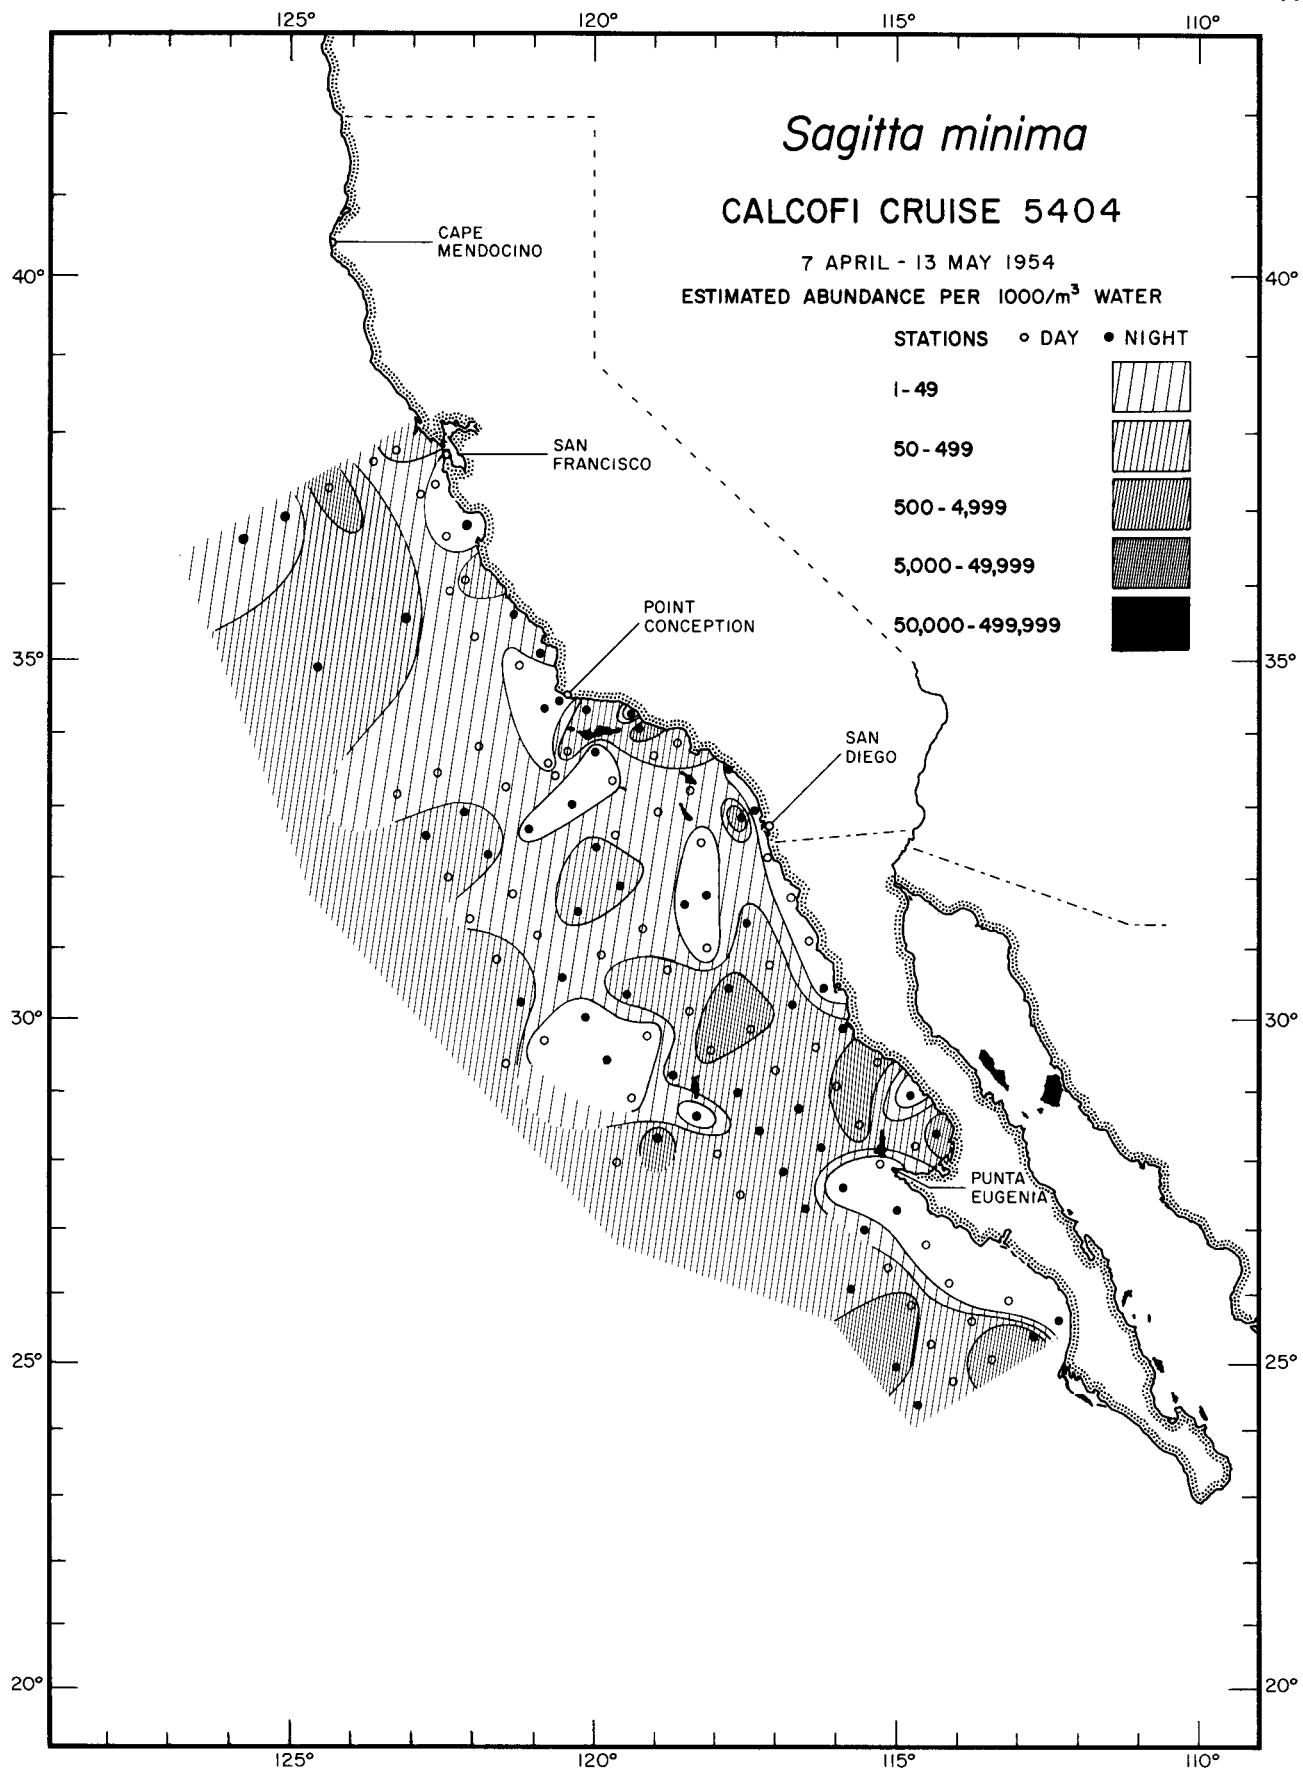 125° 120° 115° 110°
Sagitta minima
CALCOFI CRUISE 5404
7 APRIL - 13 MAY 1954
ESTIMATED ABUNDANCE PER 1000/m³ WATER
STATIONS ○ DAY ● NIGHT
1-49
50-499
500-4,999
5,000-49,999
50,000-499,999
CAPE
MENDOCINO
40° 40°
SAN
FRANCISCO
POINT
CONCEPTION
35° 35°
SAN
DIEGO
30° 30°
PUNTA
EUGENIA
25° 25°
20° 20°
125° 120° 115° 110°